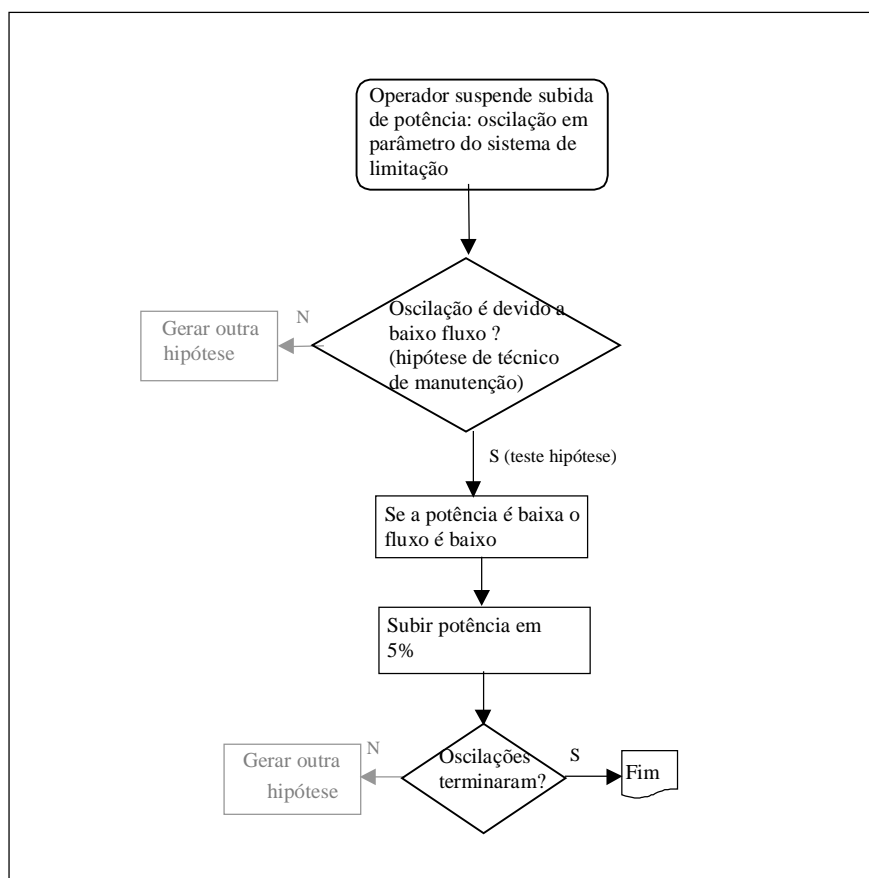 Operador suspende subida
de potência: oscilação em
parâmetro do sistema de
limitação
Oscilação é devido a
baixo fluxo ?
(hipótese de técnico
de manutenção)
N
Gerar outra
hipótese
S (teste hipótese)
Se a potência é baixa o
fluxo é baixo
Subir potência em
5%
Oscilações
terminaram?
N
Gerar outra
hipótese
S
Fim